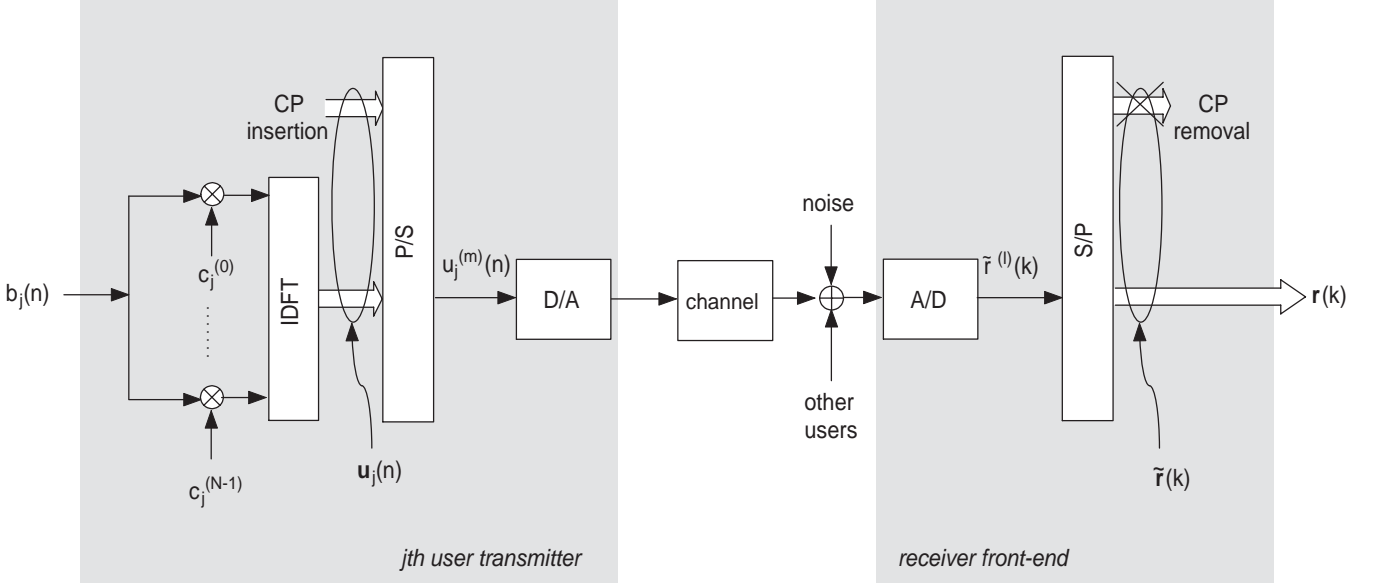 CP
insertion
b_j(n)
c_j^(0)
........
c_j^(N-1)
IDFT
u_j(n)
P/S
u_j^(m)(n)
D/A
channel
noise
other
users
A/D
r̃^(l)(k)
S/P
CP
removal
r(k)
r̃(k)
jth user transmitter
receiver front-end